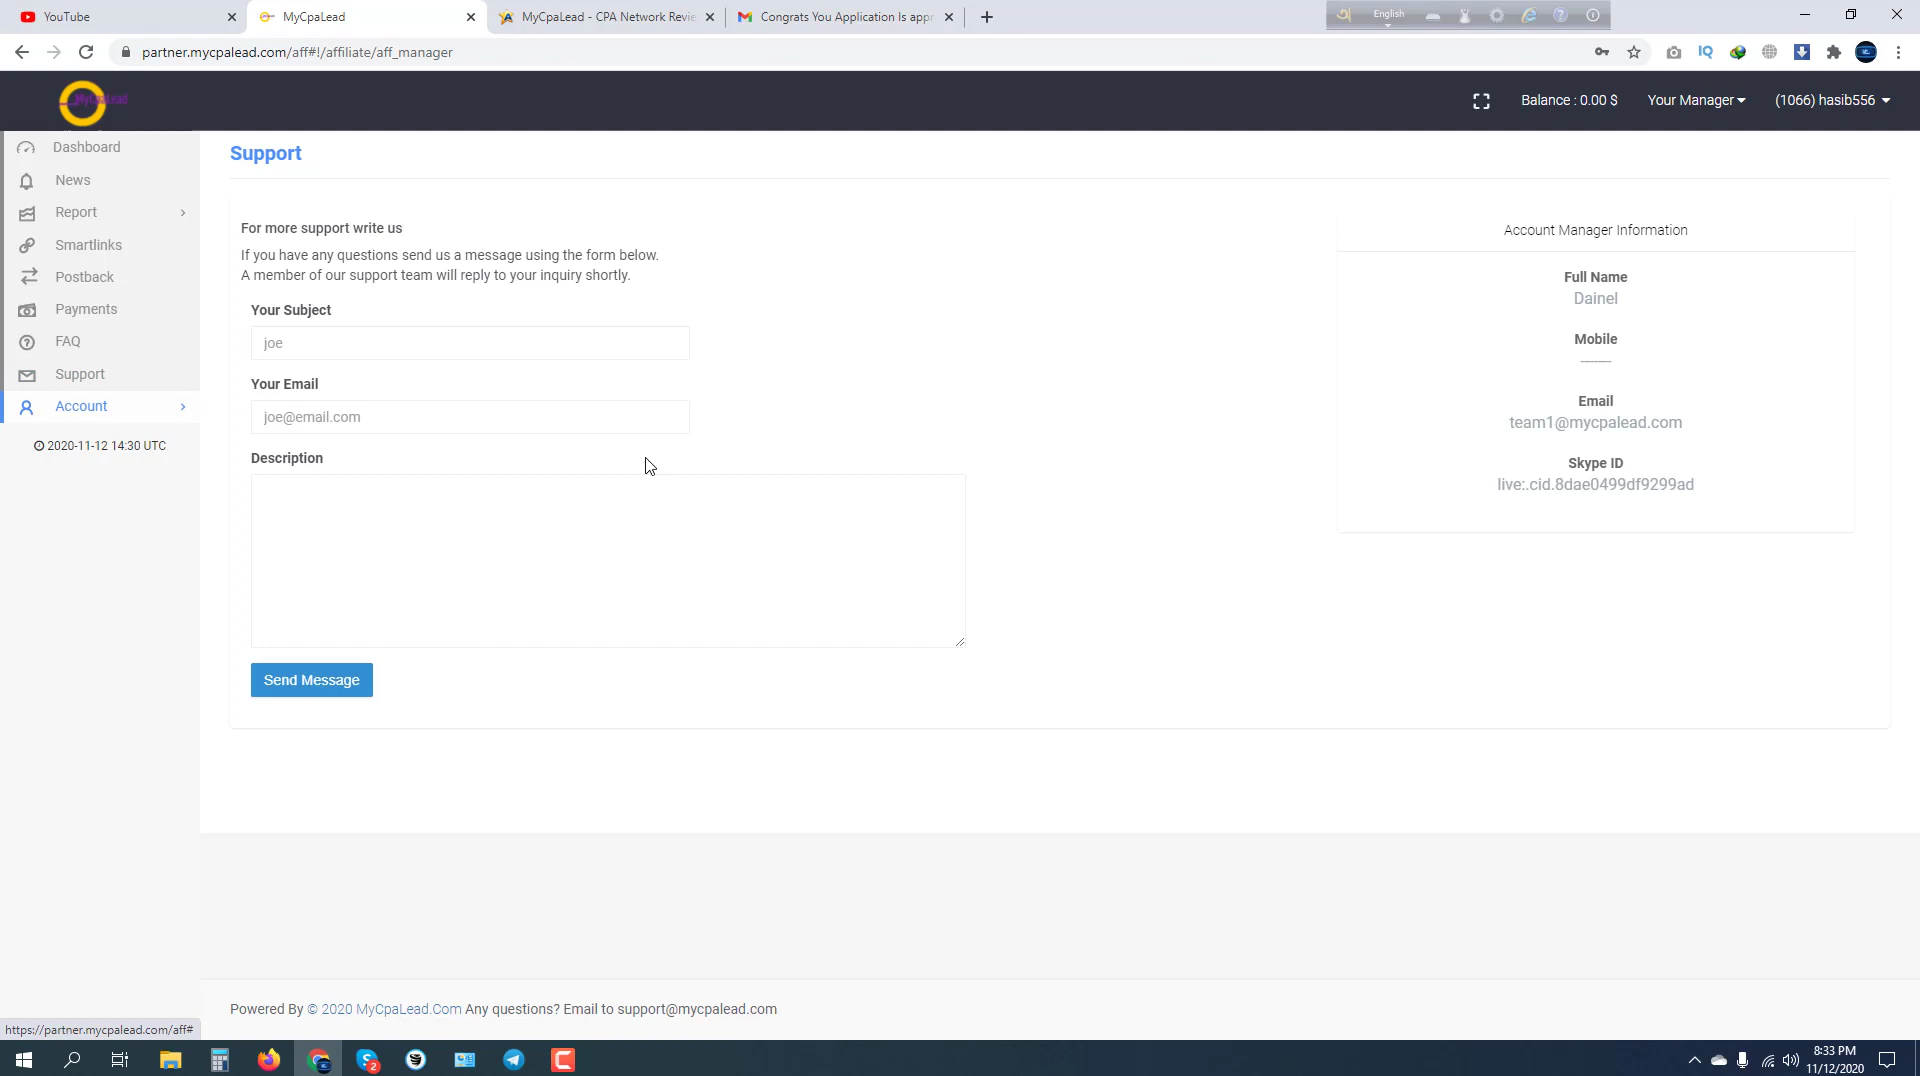 YouTube
MyCpaLead
MyCpaLead - CPA Network Revie
Congrats You Application Is appr
English
partner.mycpalead.com/aff#!/affiliate/aff_manager
IQ
MyCpaLead
Balance : 0.00 $
Your Manager
(1066) hasib556
Dashboard
News
Report
Smartlinks
Postback
Payments
FAQ
Support
Account
2020-11-12 14:30 UTC
Support
For more support write us
If you have any questions send us a message using the form below.
A member of our support team will reply to your inquiry shortly.
Your Subject
joe
Your Email
joe@email.com
Description
Send Message
Account Manager Information
Full Name
Dainel
Mobile
Email
team1@mycpalead.com
Skype ID
live:.cid.8dae0499df9299ad
Powered By © 2020 MyCpaLead.Com Any questions? Email to support@mycpalead.com
https://partner.mycpalead.com/aff#
2
8:33 PM
11/12/2020